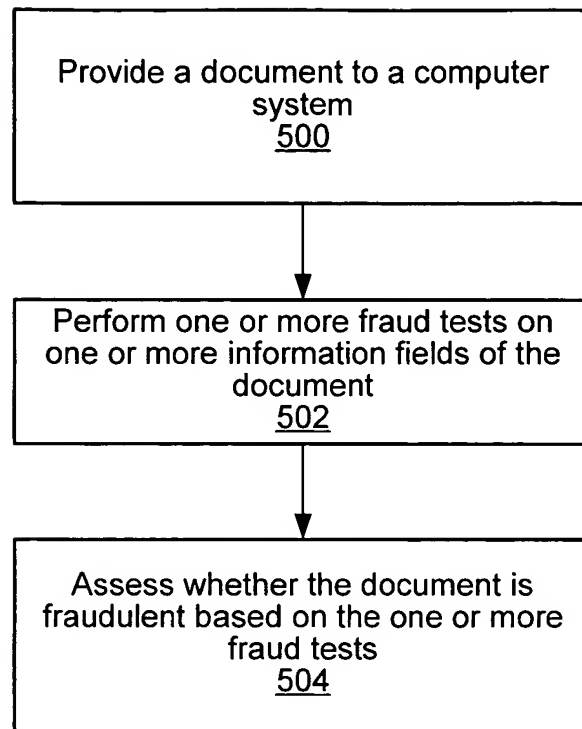 Provide a document to a computer
system
500
Perform one or more fraud tests on
one or more information fields of the
document
502
Assess whether the document is
fraudulent based on the one or more
fraud tests
504